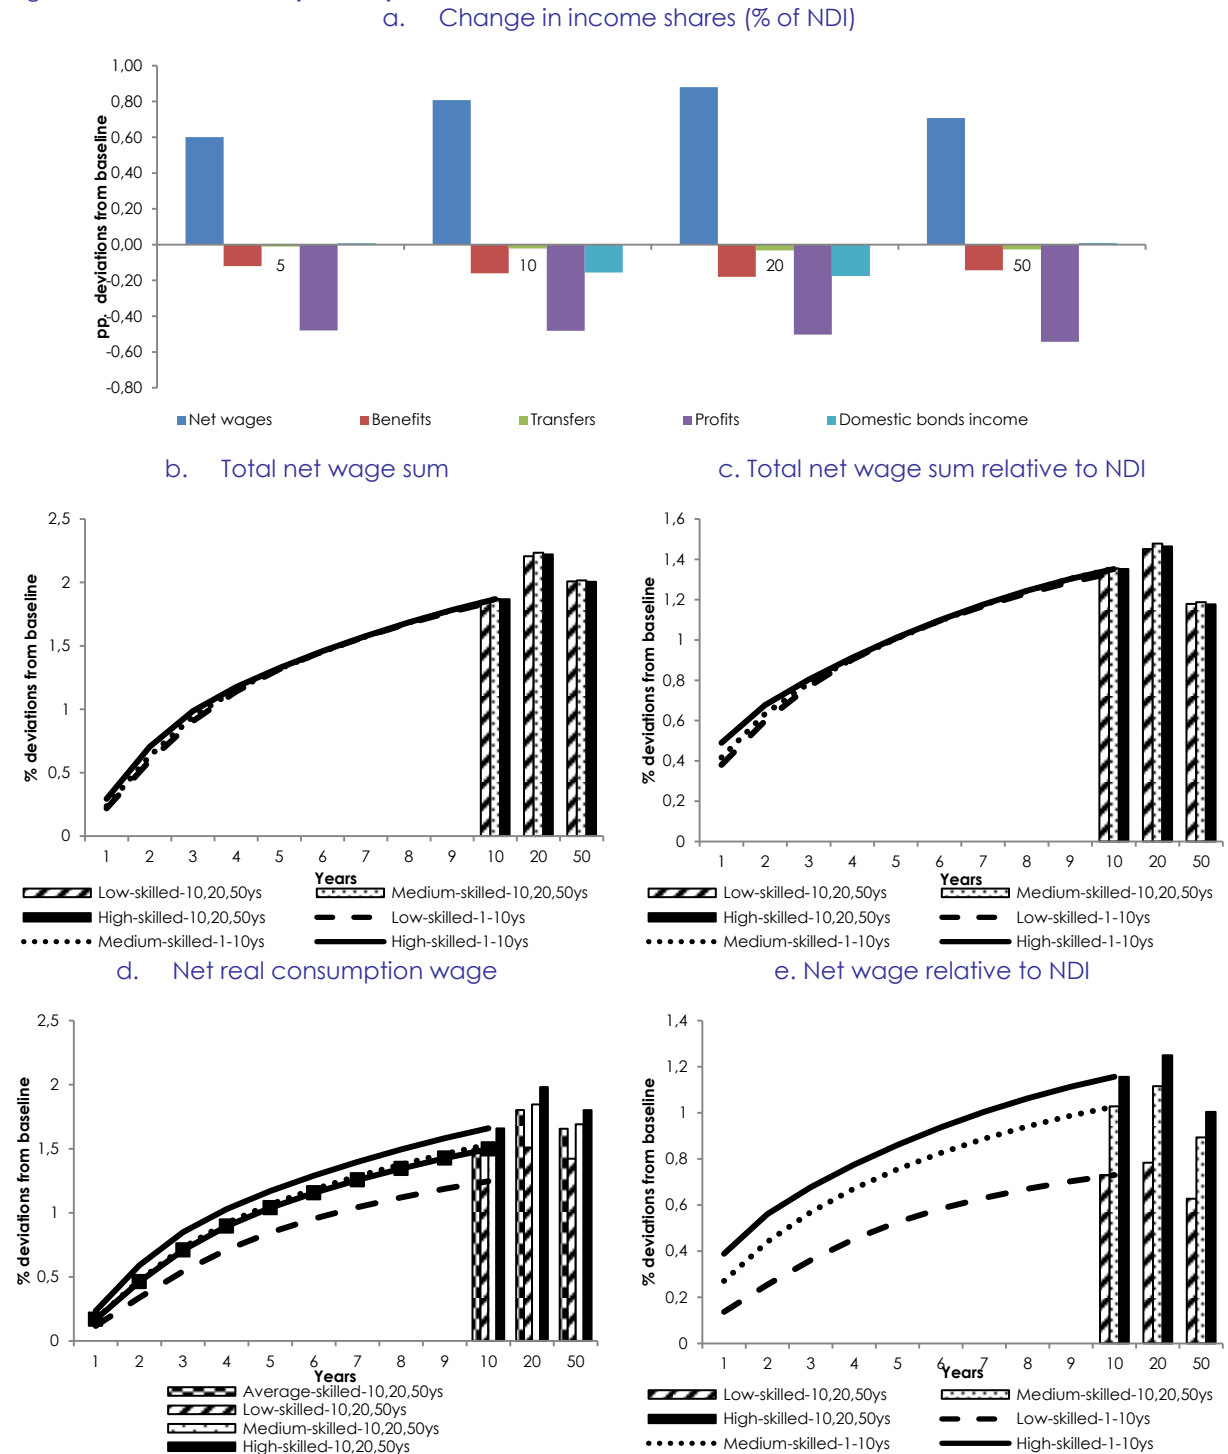 a. Change in income shares (% of NDI)
pp. deviations from baseline
1,00
0,80
0,60
0,40
0,20
0,00
-0,20
-0,40
-0,60
-0,80
5 10 20 50
Net wages Benefits Transfers Profits Domestic bonds income
b. Total net wage sum
% deviations from baseline
2,5
2
1,5
1
0,5
0
1 2 3 4 5 6 7 8 9 10 20 50
Years
Low-skilled-10,20,50ys Medium-skilled-10,20,50ys
High-skilled-10,20,50ys Low-skilled-1-10ys
Medium-skilled-1-10ys High-skilled-1-10ys
c. Total net wage sum relative to NDI
% deviations from baseline
1,6
1,4
1,2
1
0,8
0,6
0,4
0,2
0
1 2 3 4 5 6 7 8 9 10 20 50
Years
Low-skilled-10,20,50ys Medium-skilled-10,20,50ys
High-skilled-10,20,50ys Low-skilled-1-10ys
Medium-skilled-1-10ys High-skilled-1-10ys
d. Net real consumption wage
% deviations from baseline
2,5
2
1,5
1
0,5
0
1 2 3 4 5 6 7 8 9 10 20 50
Years
Average-skilled-10,20,50ys
Low-skilled-10,20,50ys
Medium-skilled-10,20,50ys
High-skilled-10,20,50ys
e. Net wage relative to NDI
% deviations from baseline
1,4
1,2
1
0,8
0,6
0,4
0,2
0
1 2 3 4 5 6 7 8 9 10 20 50
Years
Low-skilled-10,20,50ys Medium-skilled-10,20,50ys
High-skilled-10,20,50ys Low-skilled-1-10ys
Medium-skilled-1-10ys High-skilled-1-10ys